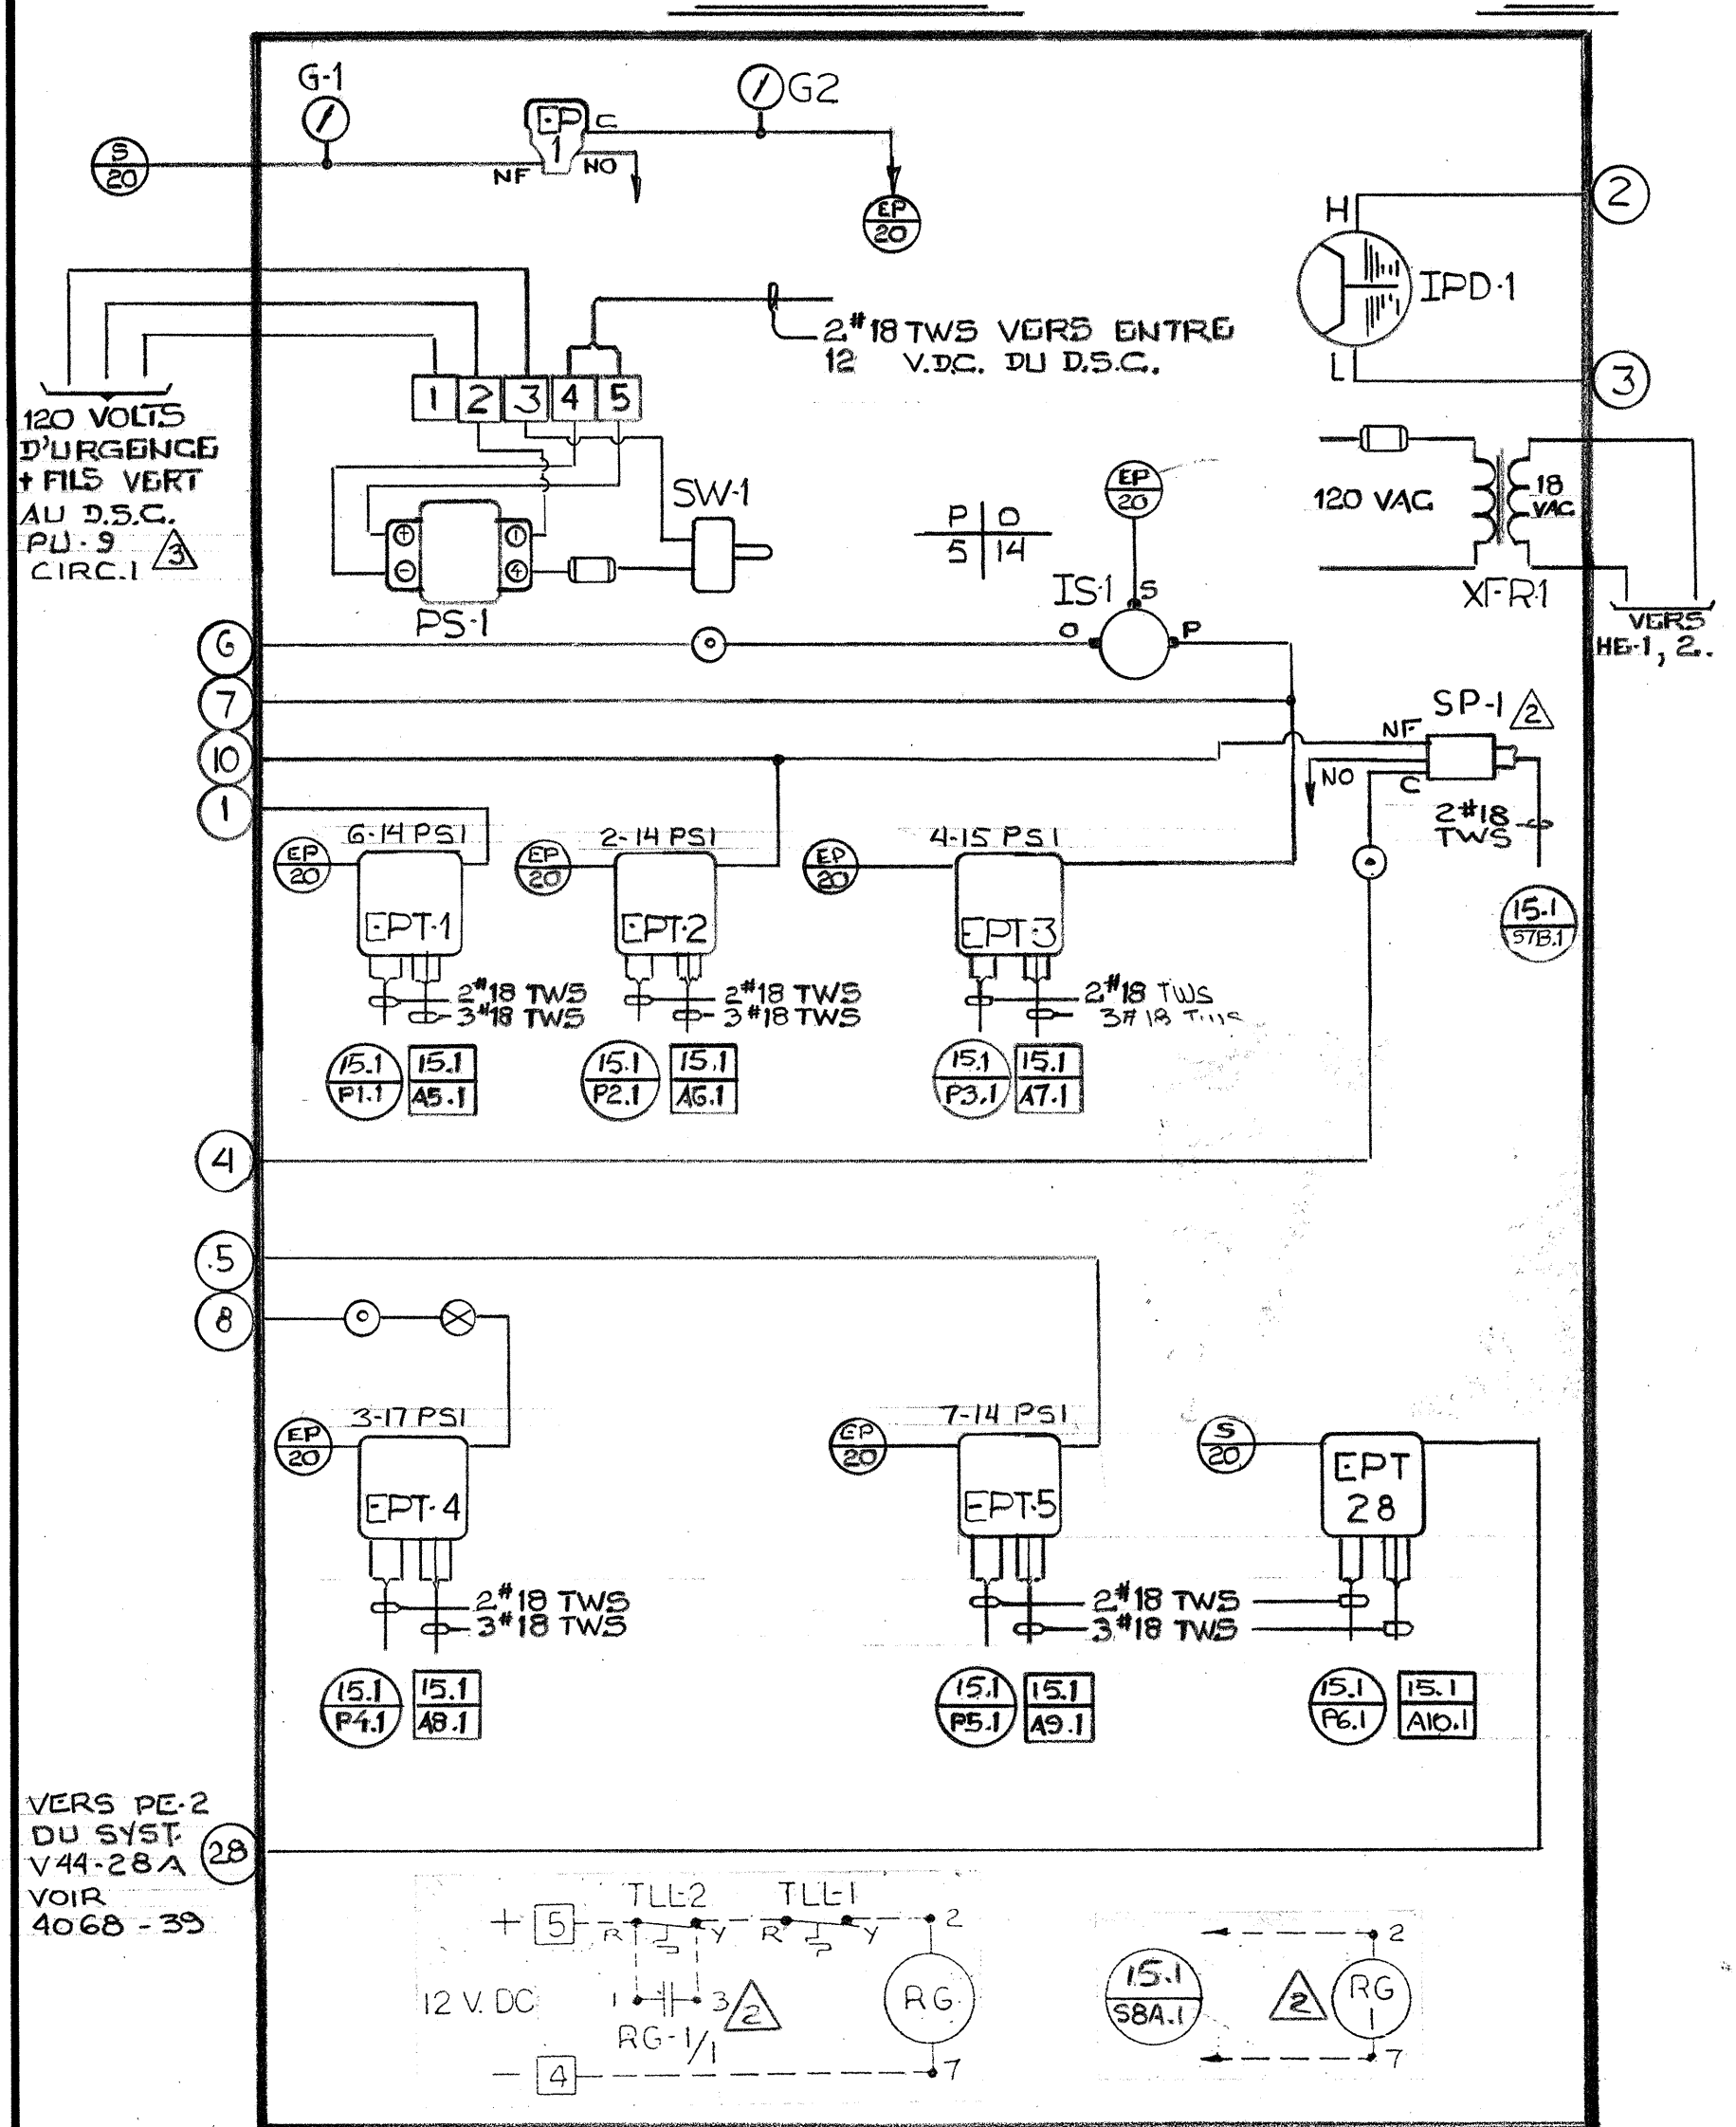 G-1
G2
EP
1
C
NF
NO
S
20
EP
20
2
H
IPD-1
L
3
2#18 TWS VERS ENTRE
12 V.D.C. DU D.S.C.
1 2 3 4 5
120 VOLTS
D'URGENCE
+ FILS VERT
AU D.S.C.
PU-9
CIRC.1
3
SW-1
+
-
1
4
PS-1
P O
5 14
EP
20
IS-1
S
O
P
120 VAC
18
VAC
XFR-1
VERS
HE-1, 2..
6
7
10
1
SP-1
2
NF
NO
C
2#18
TWS
15.1
6-14 PSI
EP
20
EPT-1
2#18 TWS
3#18 TWS
15.1
P1.1
15.1
A5.1
2-14 PSI
EP
20
EPT-2
2#18 TWS
3#18 TWS
15.1
P2.1
15.1
A6.1
4-15 PSI
EP
20
EPT-3
2#18 TWS
3#18
15.1
P3.1
15.1
A7.1
4
.5
8
3-17 PSI
EP
20
EPT-4
2#18 TWS
3#18 TWS
15.1
P4.1
15.1
A8.1
7-14 PSI
EP
20
EPT-5
2#18 TWS
3#18 TWS
15.1
P5.1
15.1
A9.1
S
20
EPT
28
15.1
P6.1
15.1
A10.1
VERS PE-2
DU SYST.
V44-28A
VOIR
4068-39
28
TLL-2
TLL-1
+ 5
R
Y
R
Y
2
12 V. DC
1
3
2
RG-1/1
RG
- 4
7
15.1
S8A.1
2
2
RG
1
7